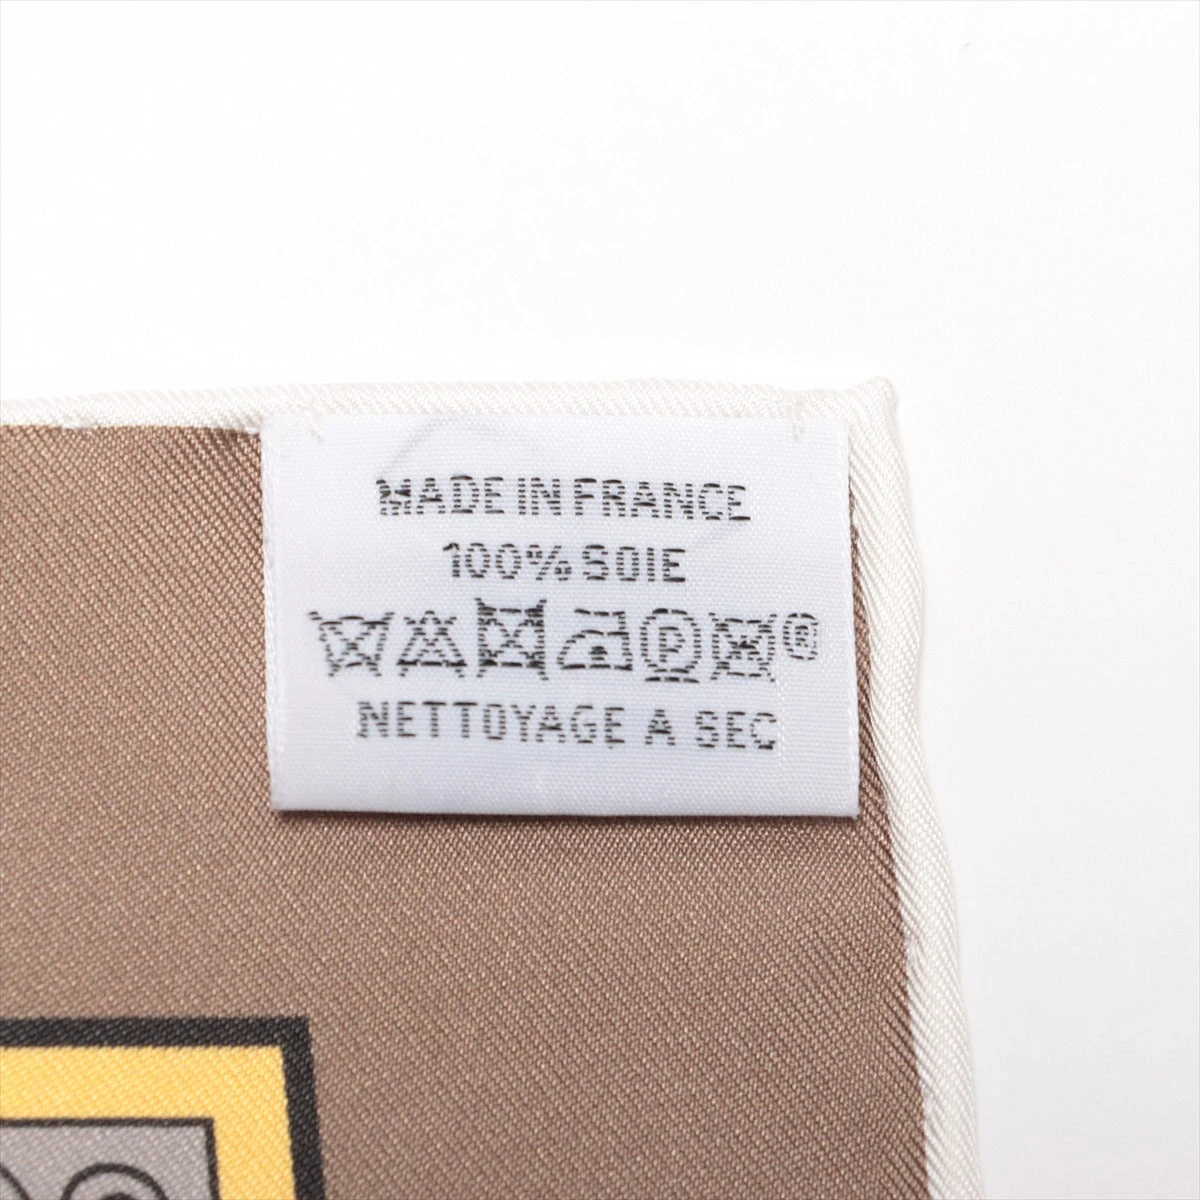 MADE IN FRANCE
100% SOIE
P ®
NETTOYAGE A SEC